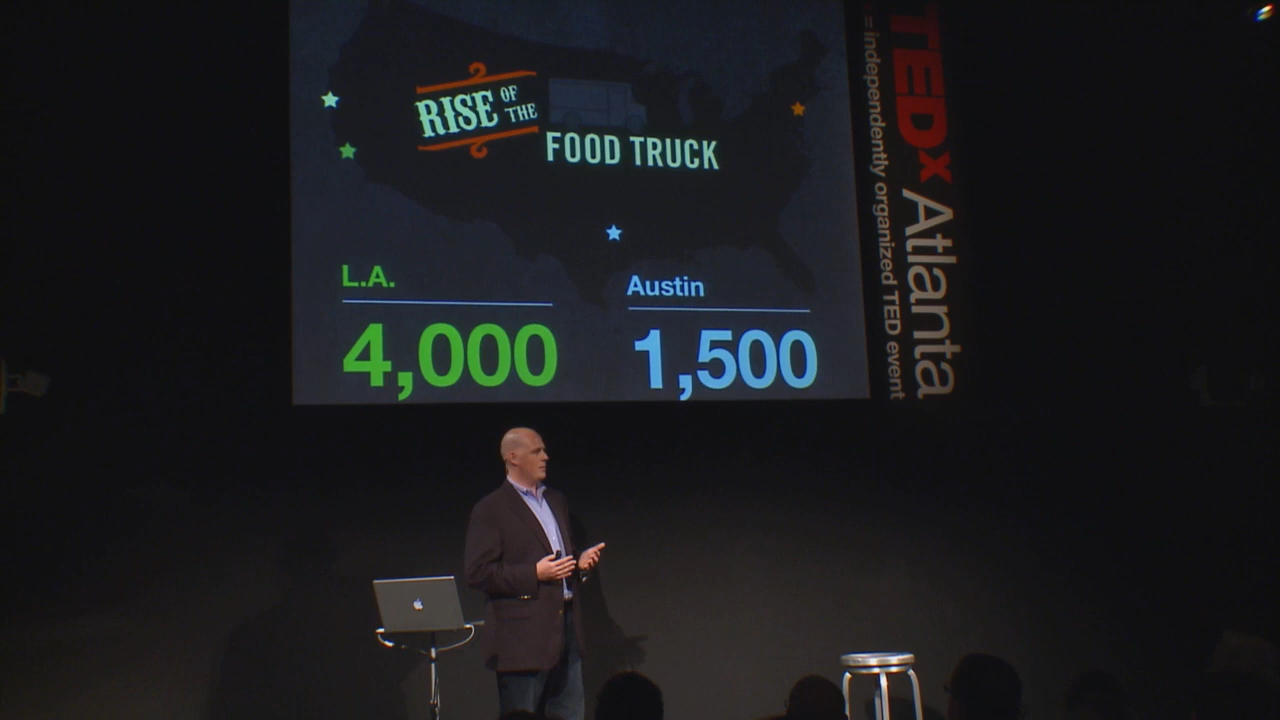 RISE OF THE
FOOD TRUCK
L.A.
Austin
4,000
1,500
TEDx Atlanta
= independently organized TED event